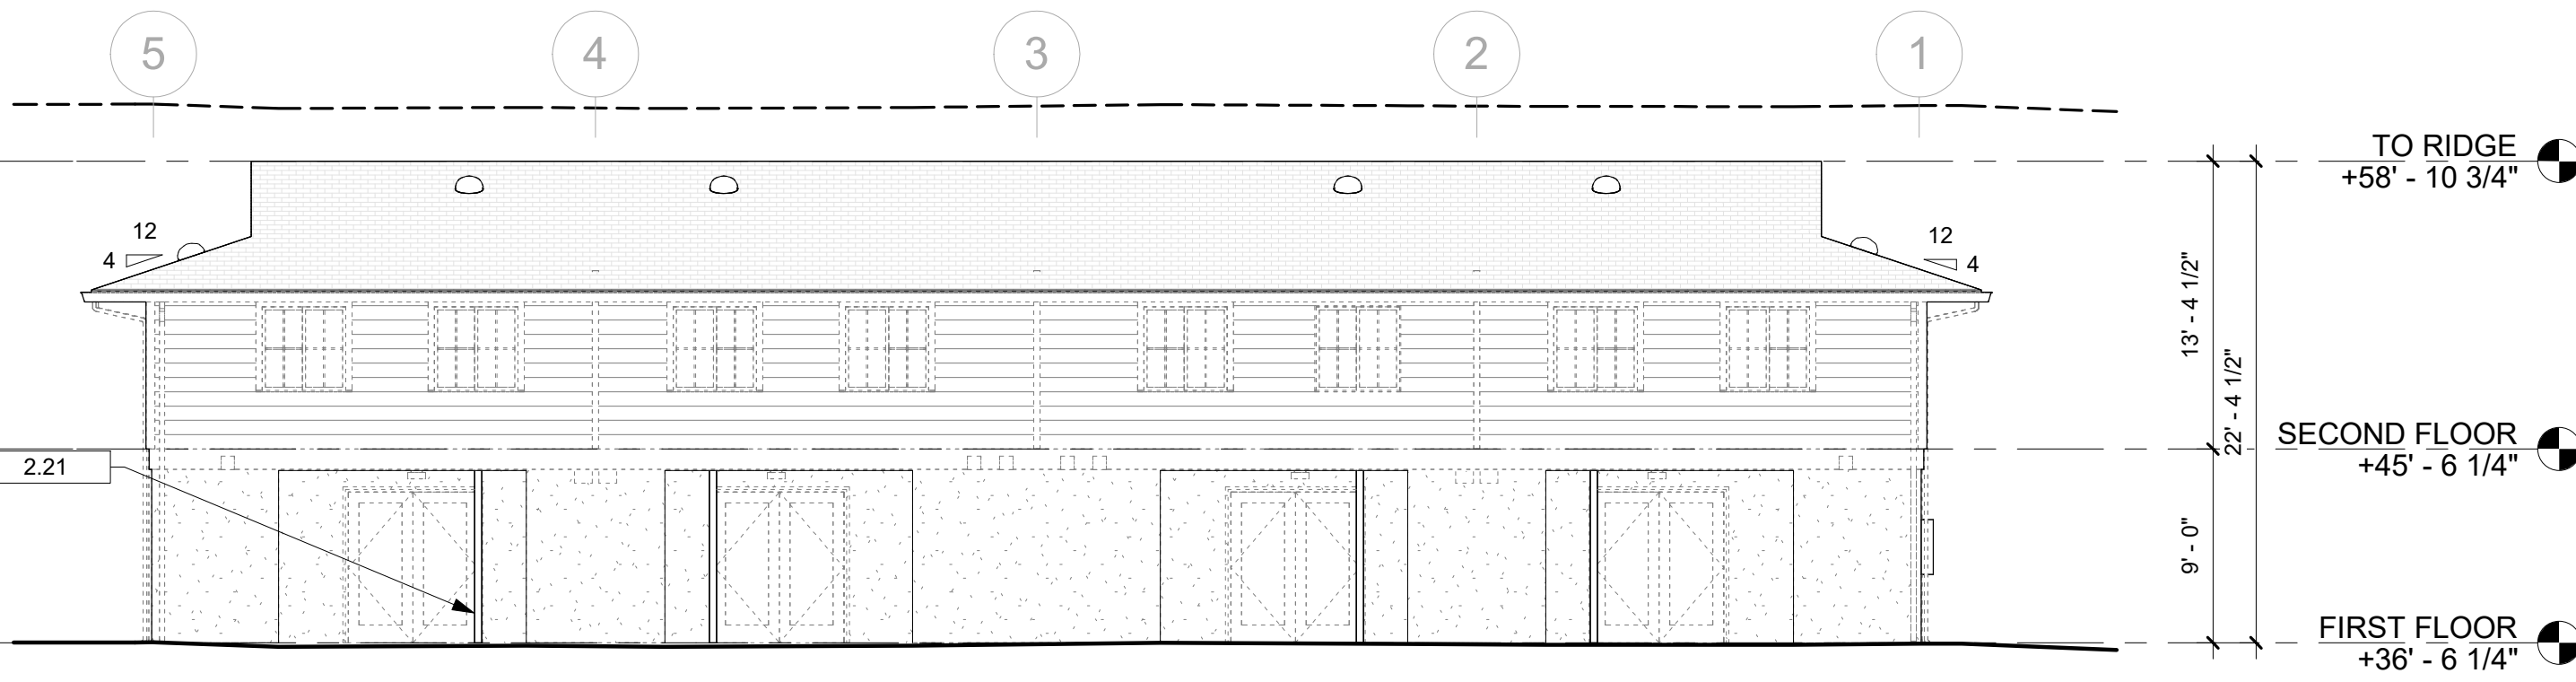 5
4
3
2
1
TO RIDGE
+58' - 10 3/4"
12
4
12
4
13' - 4 1/2"
22' - 4 1/2"
SECOND FLOOR
+45' - 6 1/4"
2.21
9' - 0"
FIRST FLOOR
+36' - 6 1/4"